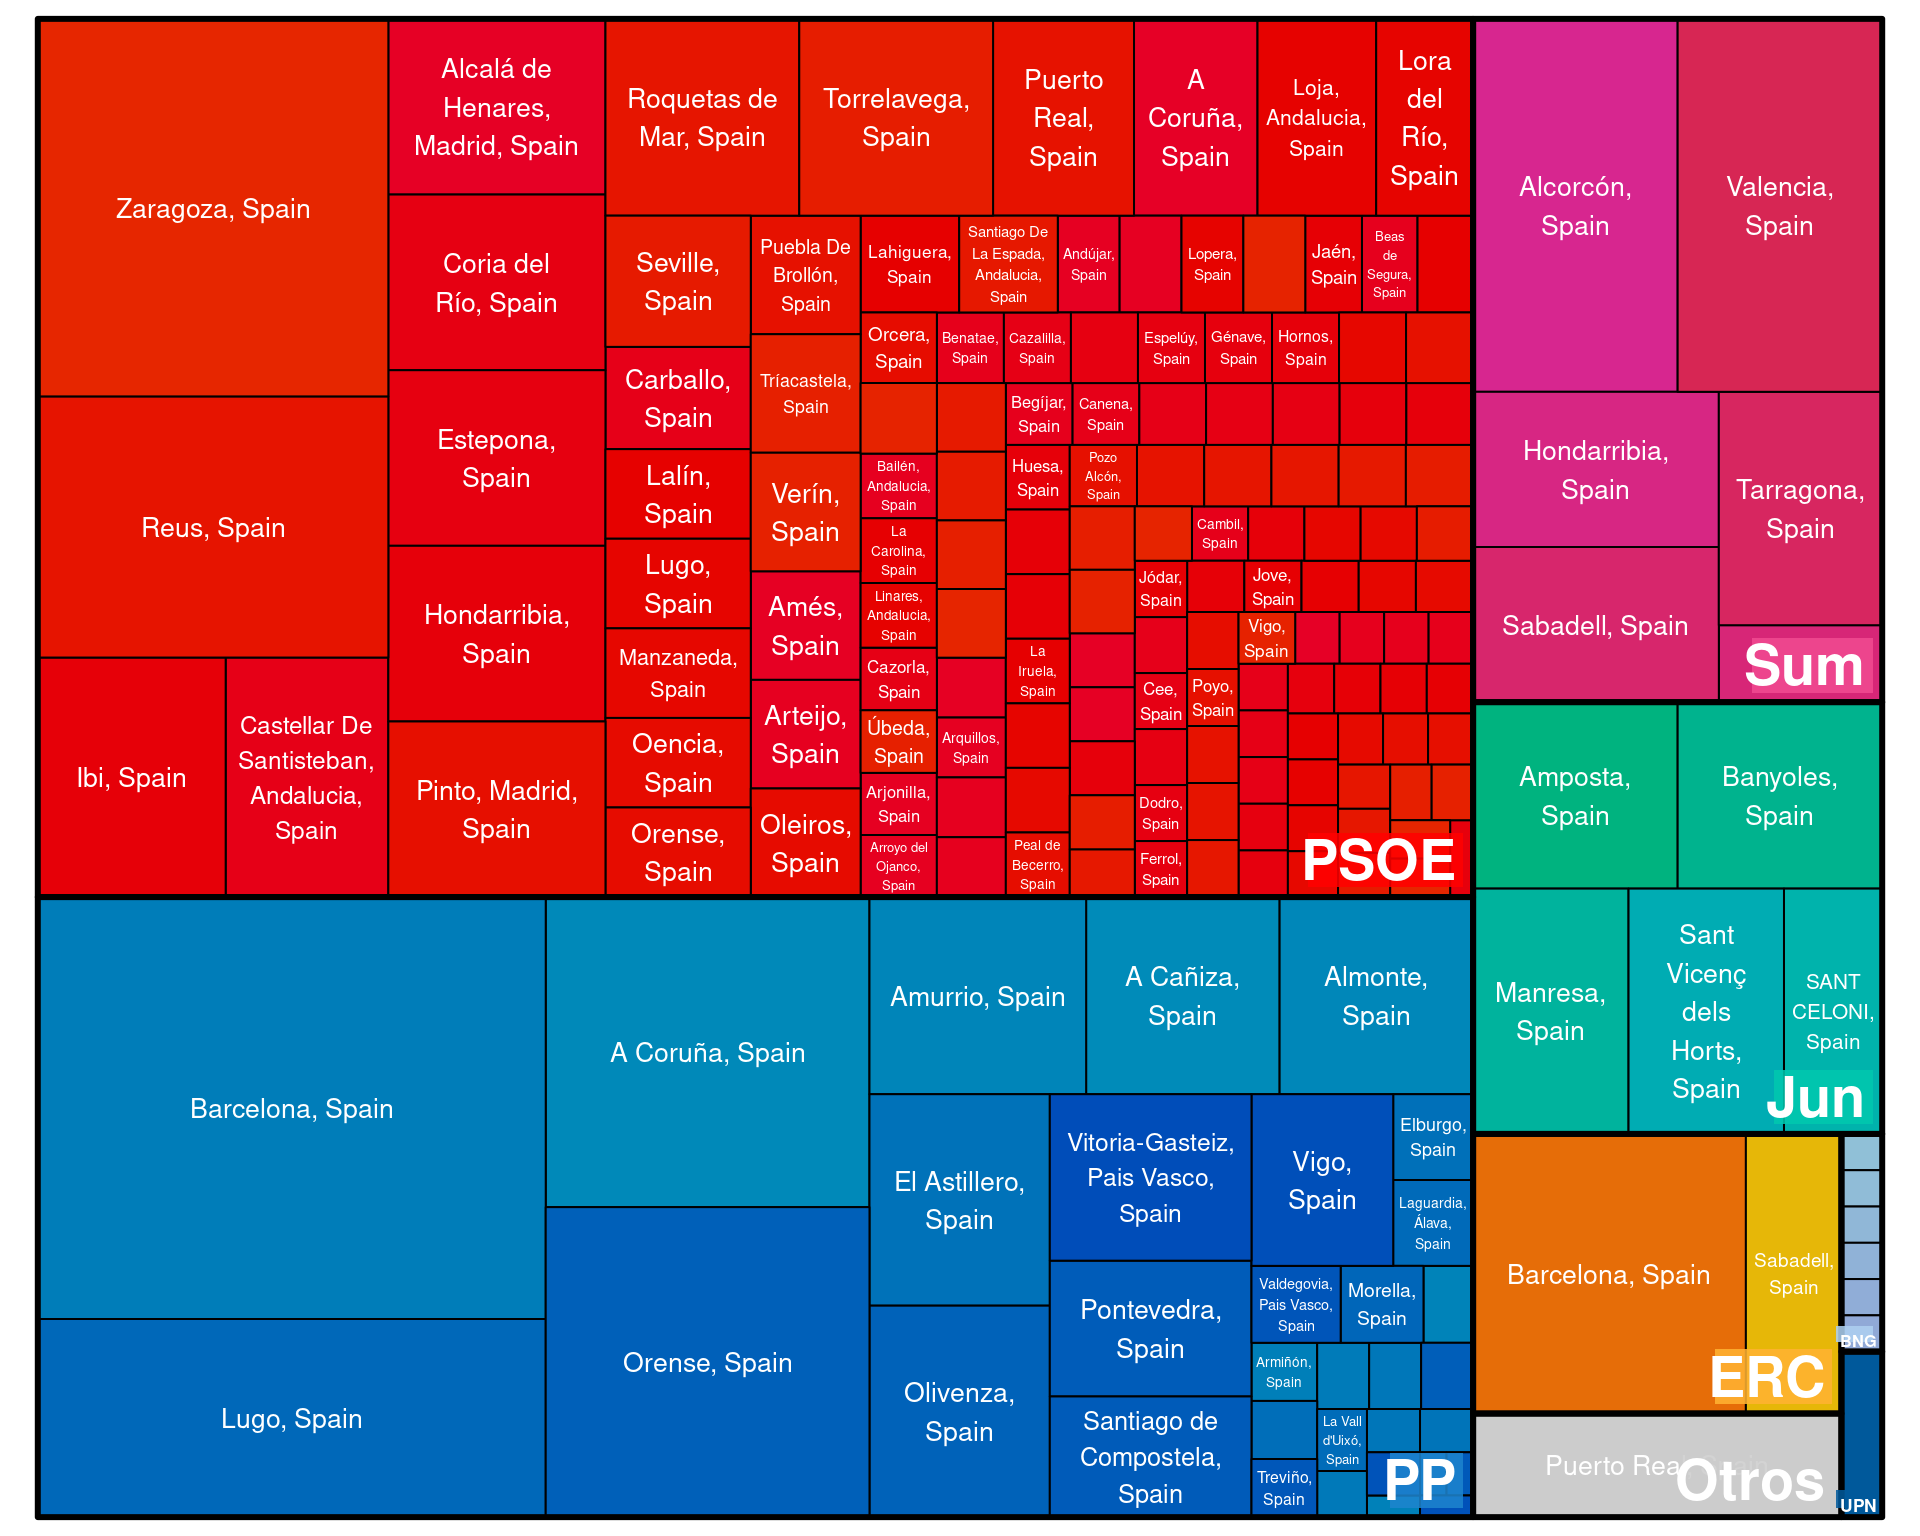 Zaragoza, Spain
Reus, Spain
Ibi, Spain
Castellar De
Santisteban,
Andalucia,
Spain
Alcalá de
Henares,
Madrid, Spain
Coria del
Río, Spain
Estepona,
Spain
Hondarribia,
Spain
Pinto, Madrid,
Spain
Roquetas de
Mar, Spain
Torrelavega,
Spain
Puerto
Real,
Spain
A
Coruña,
Spain
Loja,
Andalucia,
Spain
Lora
del
Río,
Spain
Seville,
Spain
Carballo,
Spain
Lalín,
Spain
Lugo,
Spain
Manzaneda,
Spain
Oencia,
Spain
Orense,
Spain
Puebla De
Brollón,
Spain
Tríacastela,
Spain
Verín,
Spain
Amés,
Spain
Arteijo,
Spain
Oleiros,
Spain
Lahiguera,
Spain
Santiago De
La Espada,
Andalucia,
Spain
Andújar,
Spain
Lopera,
Spain
Jaén,
Spain
Beas
de
Segura,
Spain
Orcera,
Spain
Benatae,
Spain
Cazalilla,
Spain
Espelúy,
Spain
Génave,
Spain
Hornos,
Spain
Bailén,
Andalucia,
Spain
La
Carolina,
Spain
Linares,
Andalucia,
Spain
Cazorla,
Spain
Úbeda,
Spain
Arjonilla,
Spain
Arroyo del
Ojanco,
Spain
Arquillos,
Spain
Begíjar,
Spain
Canena,
Spain
Huesa,
Spain
Pozo
Alcón,
Spain
La
Iruela,
Spain
Peal de
Becerro,
Spain
Cambil,
Spain
Jódar,
Spain
Jove,
Spain
Vigo,
Spain
Cee,
Spain
Poyo,
Spain
Dodro,
Spain
Ferrol,
Spain
PSOE
Barcelona, Spain
Lugo, Spain
A Coruña, Spain
Orense, Spain
Amurrio, Spain
A Cañiza,
Spain
Almonte,
Spain
El Astillero,
Spain
Olivenza,
Spain
Vitoria-Gasteiz,
Pais Vasco,
Spain
Pontevedra,
Spain
Santiago de
Compostela,
Spain
Vigo,
Spain
Elburgo,
Spain
Laguardia,
Álava,
Spain
Valdegovia,
Pais Vasco,
Spain
Morella,
Spain
Armiñón,
Spain
La Vall
d'Uixó,
Spain
Treviño,
Spain
PP
Alcorcón,
Spain
Valencia,
Spain
Hondarribia,
Spain
Tarragona,
Spain
Sabadell, Spain
Sum
Amposta,
Spain
Banyoles,
Spain
Manresa,
Spain
Sant
Vicenç
dels
Horts,
Spain
SANT
CELONI,
Spain
Jun
Barcelona, Spain
Sabadell,
Spain
ERC
BNG
Puerto Real, Spain
Otros
UPN